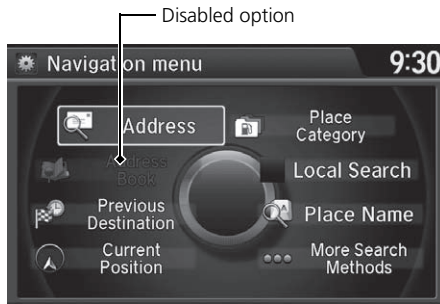 Disabled option
Navigation menu
9:30
Address
Place
Category
Address
Book
Local Search
Previous
Destination
Place Name
Current
Position
More Search
Methods